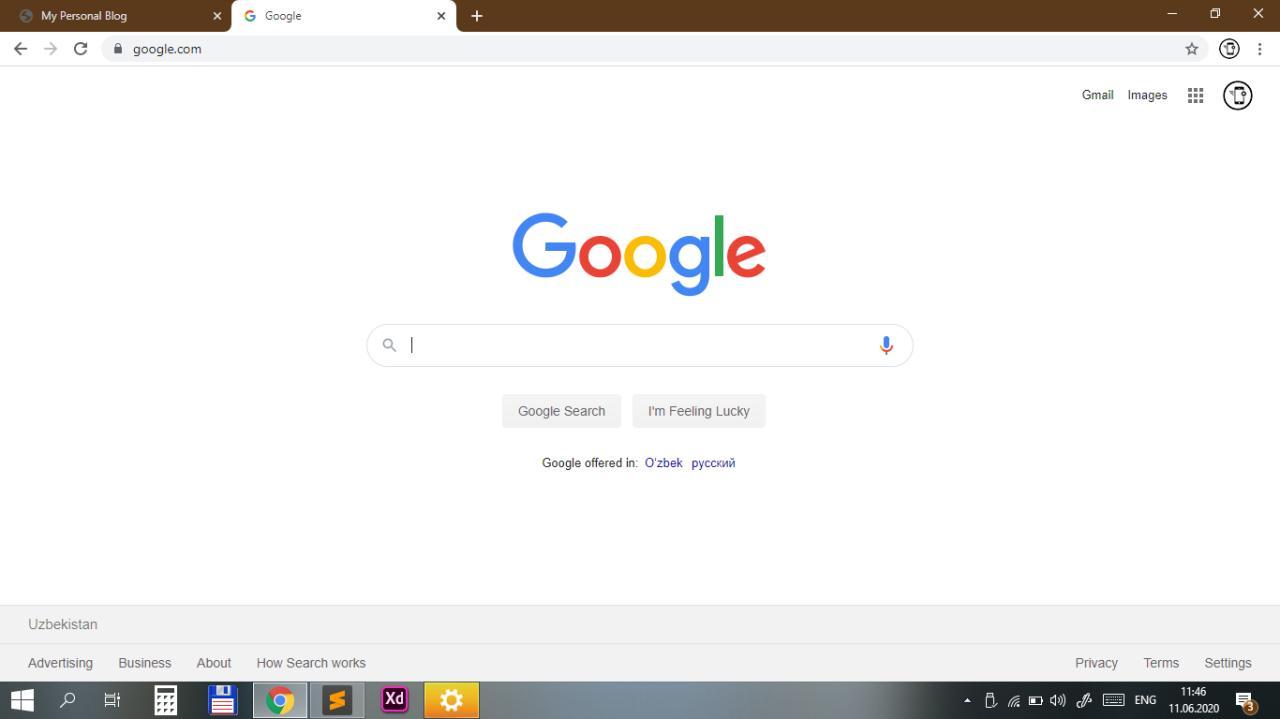 My Personal Blog
Google
google.com
Gmail Images
Google
Google Search I'm Feeling Lucky
Google offered in: O'zbek русский
Uzbekistan
Advertising Business About How Search works Privacy Terms Settings
Xd
ENG
11:46
11.06.2020
3